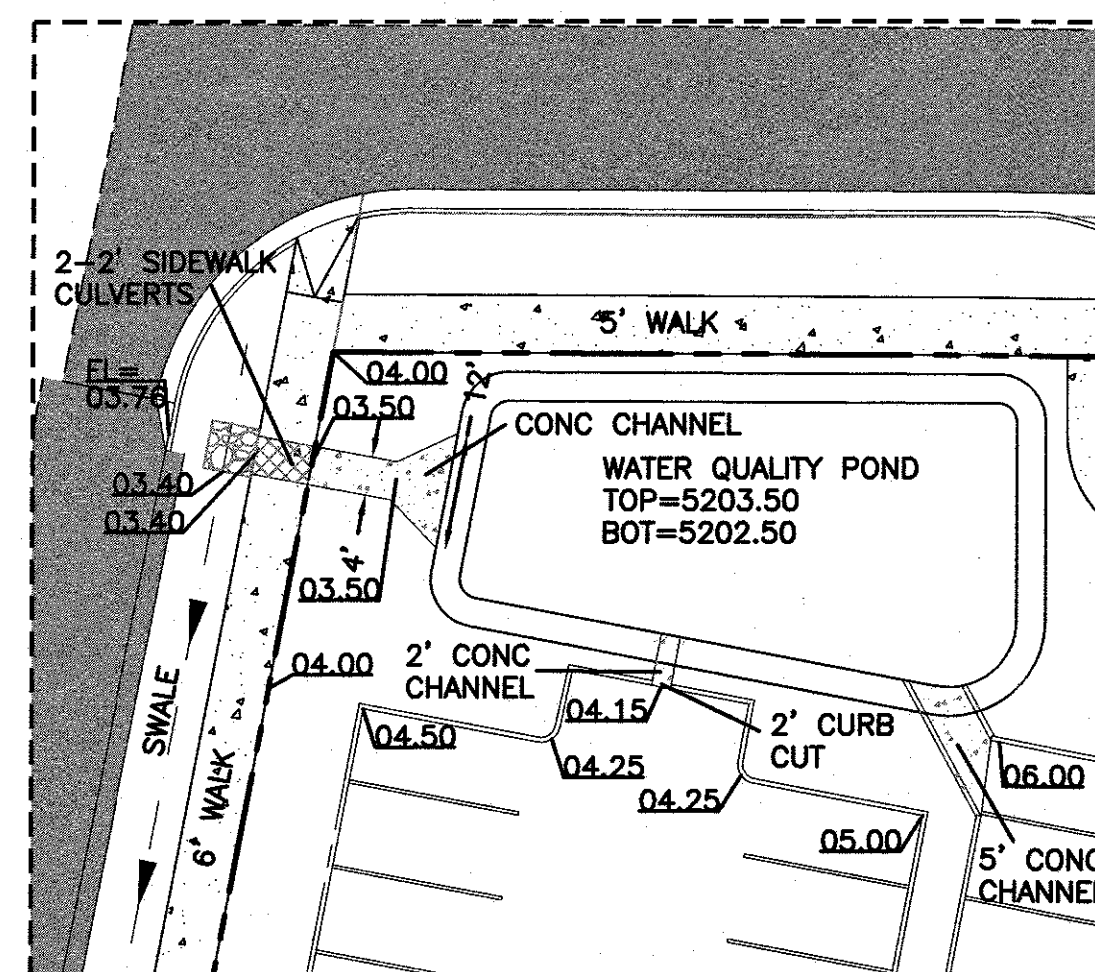 2-2' SIDEWALK
CULVERTS
5' WALK
FL=
03.76
04.00
12'
03.50
CONC CHANNEL
WATER QUALITY POND
TOP=5203.50
BOT=5202.50
03.40
03.40
4'
03.50
SWALE
6' WALK
04.00
2' CONC
CHANNEL
04.15
2' CURB
CUT
04.50
04.25
04.25
06.00
05.00
5' CONC
CHANNEL